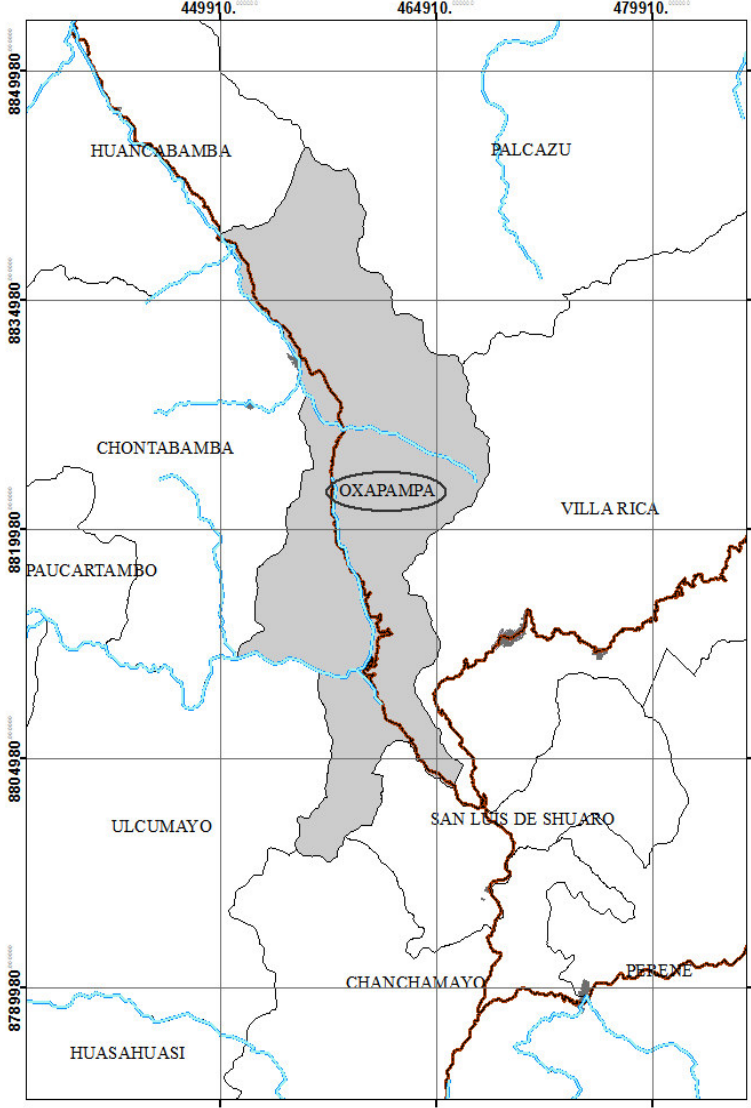 449910.
464910.
479910.
8849980
HUANCABAMBA
PALCAZU
8834980
CHONTABAMBA
OXAPAMPA
VILLA RICA
8819980
PAUCARTAMBO
8804980
ULCUMAYO
SAN LUIS DE SHUARO
CHANCHAMAYO
PERENE
8789980
HUASAHUASI